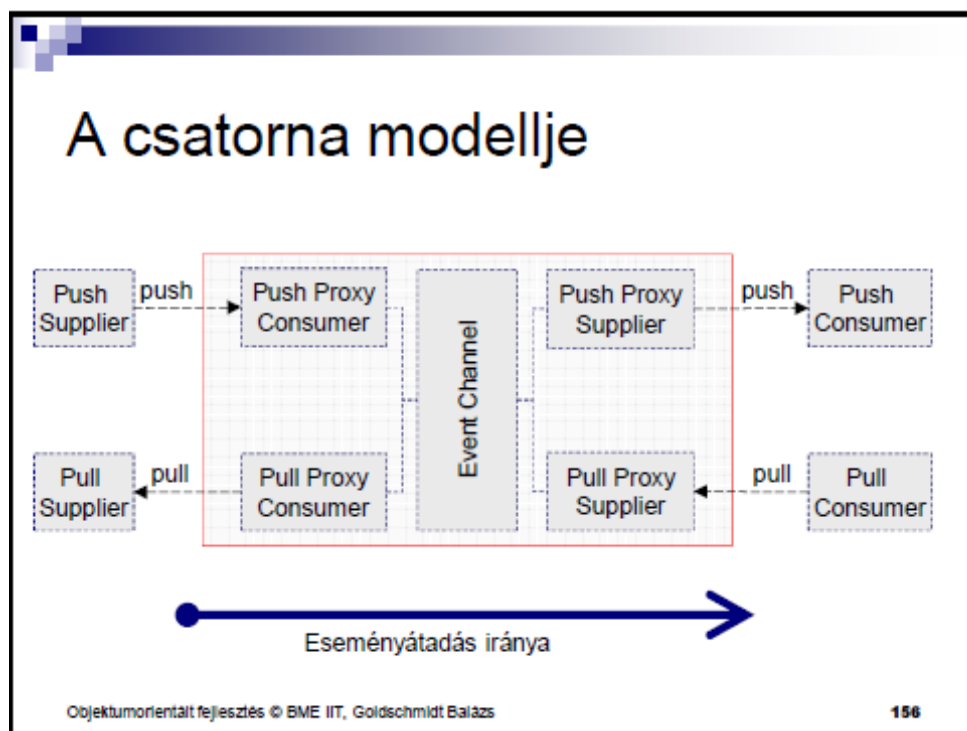 A csatorna modellje
Push
Supplier
push
Push Proxy
Consumer
Event Channel
Push Proxy
Supplier
push
Push
Consumer
Pull
Supplier
pull
Pull Proxy
Consumer
Pull Proxy
Supplier
pull
Pull
Consumer
Eseményátadás iránya
Objektumorientált fejlesztés © BME IIT, Goldschmidt Balázs
156